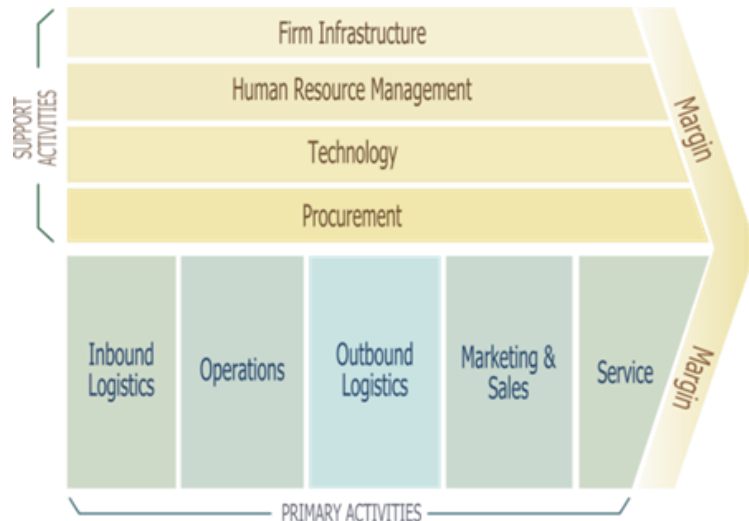 SUPPORT
ACTIVITIES
Firm Infrastructure
Human Resource Management
Technology
Procurement
Margin
Inbound
Logistics
Operations
Outbound
Logistics
Marketing &
Sales
Service
Margin
PRIMARY ACTIVITIES